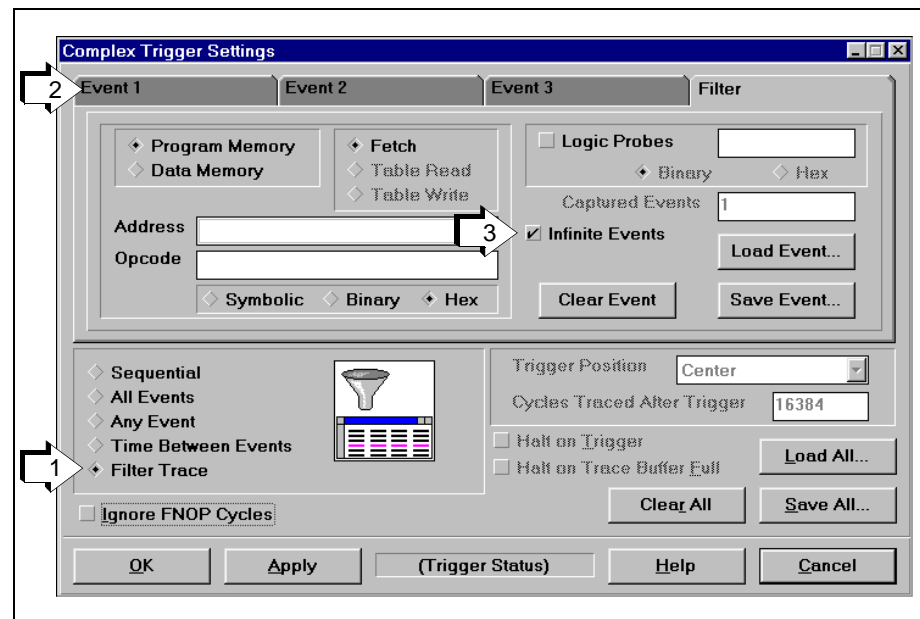 Complex Trigger Settings
2
Event 1
Event 2
Event 3
Filter
Program Memory
Data Memory
Fetch
Table Read
Table Write
Address
Opcode
Symbolic Binary Hex
Logic Probes
Binary Hex
Captured Events 1
3
Infinite Events
Load Event...
Clear Event
Save Event...
Sequential
All Events
Any Event
Time Between Events
1
Filter Trace
Ignore FNOP Cycles
Trigger Position Center
Cycles Traced After Trigger 16384
Halt on Trigger
Halt on Trace Buffer Full
Load All...
Clear All
Save All...
OK
Apply
(Trigger Status)
Help
Cancel